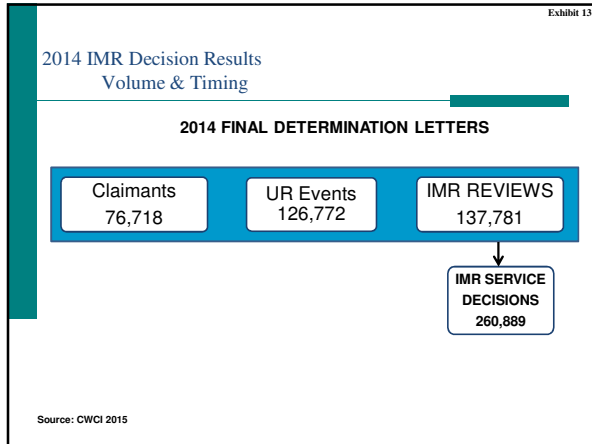 Exhibit 13
2014 IMR Decision Results
Volume & Timing
2014 FINAL DETERMINATION LETTERS
Claimants
76,718
UR Events
126,772
IMR REVIEWS
137,781
IMR SERVICE
DECISIONS
260,889
Source: CWCI 2015